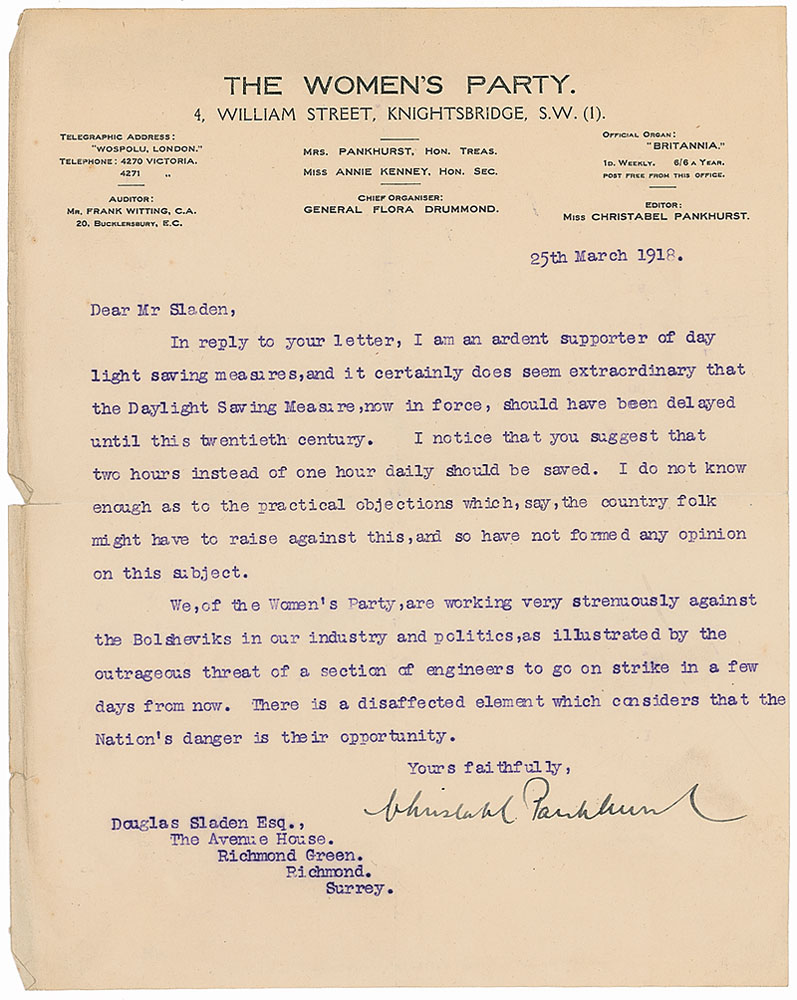 THE WOMEN'S PARTY.
4, WILLIAM STREET, KNIGHTSBRIDGE, S.W. (1).
TELEGRAPHIC ADDRESS:
"WOSPOLU, LONDON."
TELEPHONE: 4270 VICTORIA.
4271 "
AUDITOR:
MR. FRANK WITTING, C.A.
20, BUCKLERSBURY, E.C.
MRS. PANKHURST, HON. TREAS.
MISS ANNIE KENNEY, HON. SEC.
CHIEF ORGANISER:
GENERAL FLORA DRUMMOND.
OFFICIAL ORGAN:
"BRITANNIA."
1D. WEEKLY. 6/6 A YEAR.
POST FREE FROM THIS OFFICE.
EDITOR:
MISS CHRISTABEL PANKHURST.
25th March 1918.
Dear Mr Sladen,
In reply to your letter, I am an ardent supporter of day
light saving measures,and it certainly does seem extraordinary that
the Daylight Saving Measure,now in force, should have been delayed
until this twentieth century. I notice that you suggest that
two hours instead of one hour daily should be saved. I do not know
enough as to the practical objections which,say,the country folk
might have to raise against this,and so have not formed any opinion
on this subject.
We,of the Women's Party,are working very strenuously against
the Bolsheviks in our industry and politics,as illustrated by the
outrageous threat of a section of engineers to go on strike in a few
days from now. There is a disaffected element which considers that the
Nation's danger is their opportunity.
Yours faithfully,
Christabel Pankhurst
Douglas Sladen Esq.,
The Avenue House.
Richmond Green.
Richmond.
Surrey.